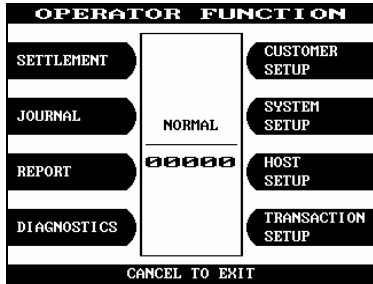 OPERATOR FUNCTION
SETTLEMENT
JOURNAL
REPORT
DIAGNOSTICS
NORMAL
00000
CUSTOMER
SETUP
SYSTEM
SETUP
HOST
SETUP
TRANSACTION
SETUP
CANCEL TO EXIT